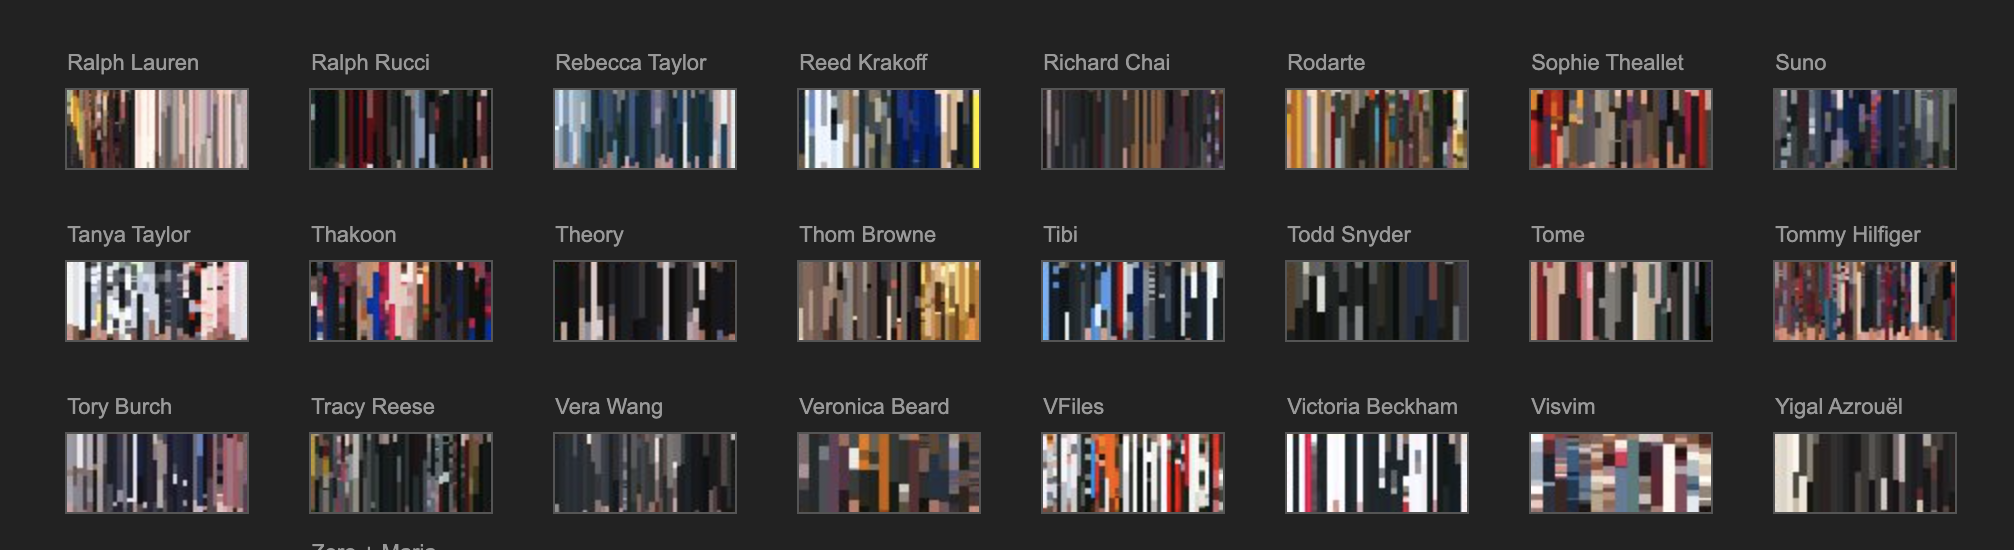 Ralph Lauren
Ralph Rucci
Rebecca Taylor
Reed Krakoff
Richard Chai
Rodarte
Sophie Theallet
Suno
Tanya Taylor
Thakoon
Theory
Thom Browne
Tibi
Todd Snyder
Tome
Tommy Hilfiger
Tory Burch
Tracy Reese
Vera Wang
Veronica Beard
VFiles
Victoria Beckham
Visvim
Yigal Azrouël